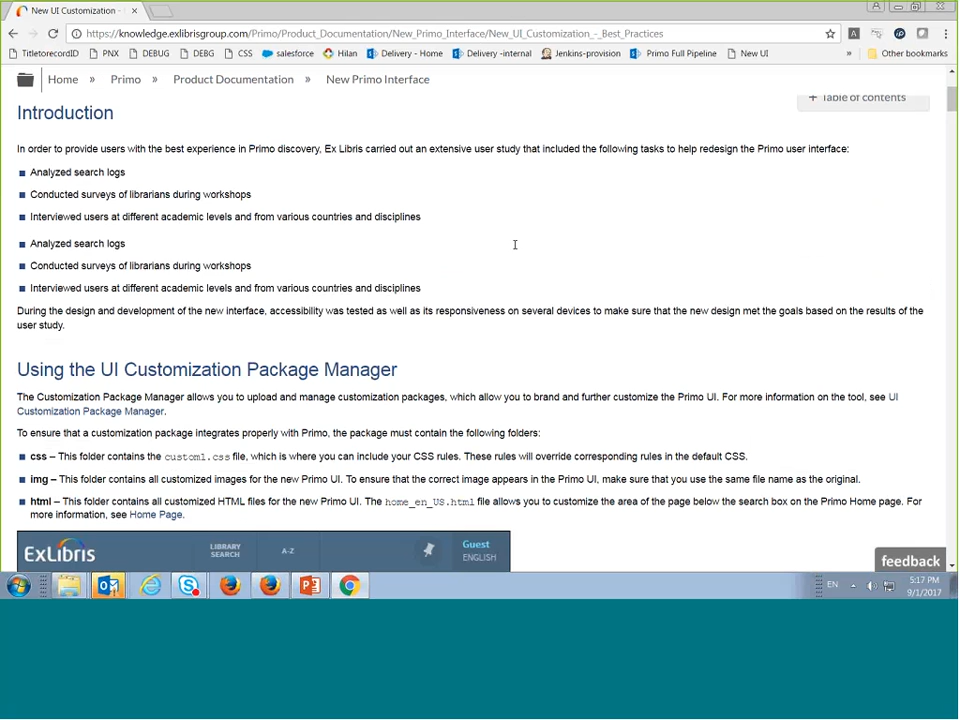 New UI Customization -
https://knowledge.exlibrisgroup.com/Primo/Product_Documentation/New_Primo_Interface/New_UI_Customization_-_Best_Practices
TitletorecordID PNX DEBUG DEBG CSS salesforce Hilan Delivery - Home Delivery -internal Jenkins-provision Primo Full Pipeline New UI » Other bookmarks
Home » Primo » Product Documentation » New Primo Interface
+ Table of contents
Introduction
In order to provide users with the best experience in Primo discovery, Ex Libris carried out an extensive user study that included the following tasks to help redesign the Primo user interface:
Analyzed search logs
Conducted surveys of librarians during workshops
Interviewed users at different academic levels and from various countries and disciplines
Analyzed search logs
Conducted surveys of librarians during workshops
Interviewed users at different academic levels and from various countries and disciplines
During the design and development of the new interface, accessibility was tested as well as its responsiveness on several devices to make sure that the new design met the goals based on the results of the
user study.
Using the UI Customization Package Manager
The Customization Package Manager allows you to upload and manage customization packages, which allow you to brand and further customize the Primo UI. For more information on the tool, see UI
Customization Package Manager.
To ensure that a customization package integrates properly with Primo, the package must contain the following folders:
css – This folder contains the custom1.css file, which is where you can include your CSS rules. These rules will override corresponding rules in the default CSS.
img – This folder contains all customized images for the new Primo UI. To ensure that the correct image appears in the Primo UI, make sure that you use the same file name as the original.
html – This folder contains all customized HTML files for the new Primo UI. The home_en_US.html file allows you to customize the area of the page below the search box on the Primo Home page. For
more information, see Home Page.
ExLibris
LIBRARY
SEARCH
A-Z
Guest
ENGLISH
feedback
EN
5:17 PM
9/1/2017